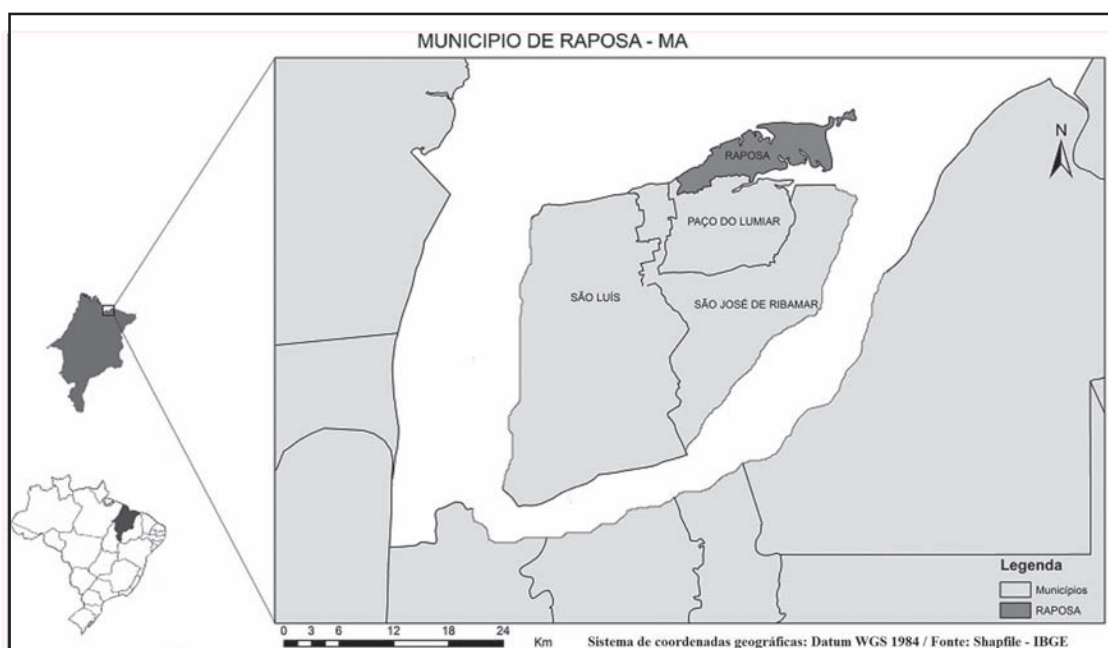 MUNICIPIO DE RAPOSA - MA
N
RAPOSA
PAÇO DO LUMIAR
SÃO LUÍS
SÃO JOSÉ DE RIBAMAR
Legenda
Municípios
RAPOSA
0 3 6 12 18 24
Km
Sistema de coordenadas geográficas: Datum WGS 1984 / Fonte: Shapfile - IBGE